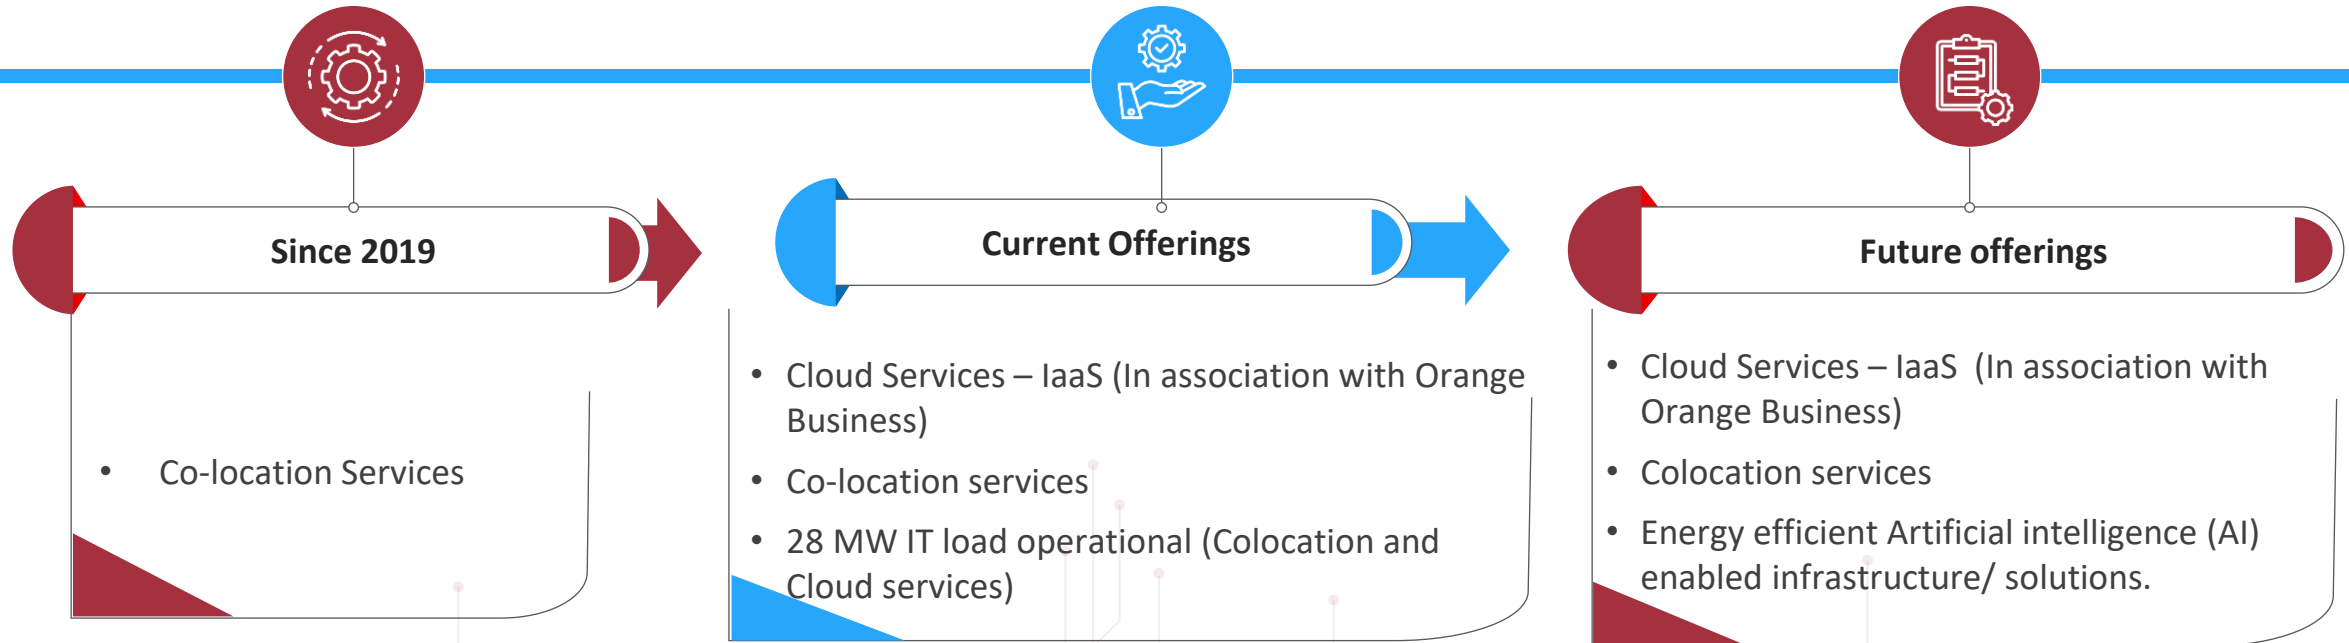 Since 2019
• Co-location Services
Current Offerings
• Cloud Services – IaaS (In association with Orange
Business)
• Co-location services
• 28 MW IT load operational (Colocation and
Cloud services)
Future offerings
• Cloud Services – IaaS  (In association with
Orange Business)
• Colocation services
• Energy efficient Artificial intelligence (AI)
enabled infrastructure/ solutions.